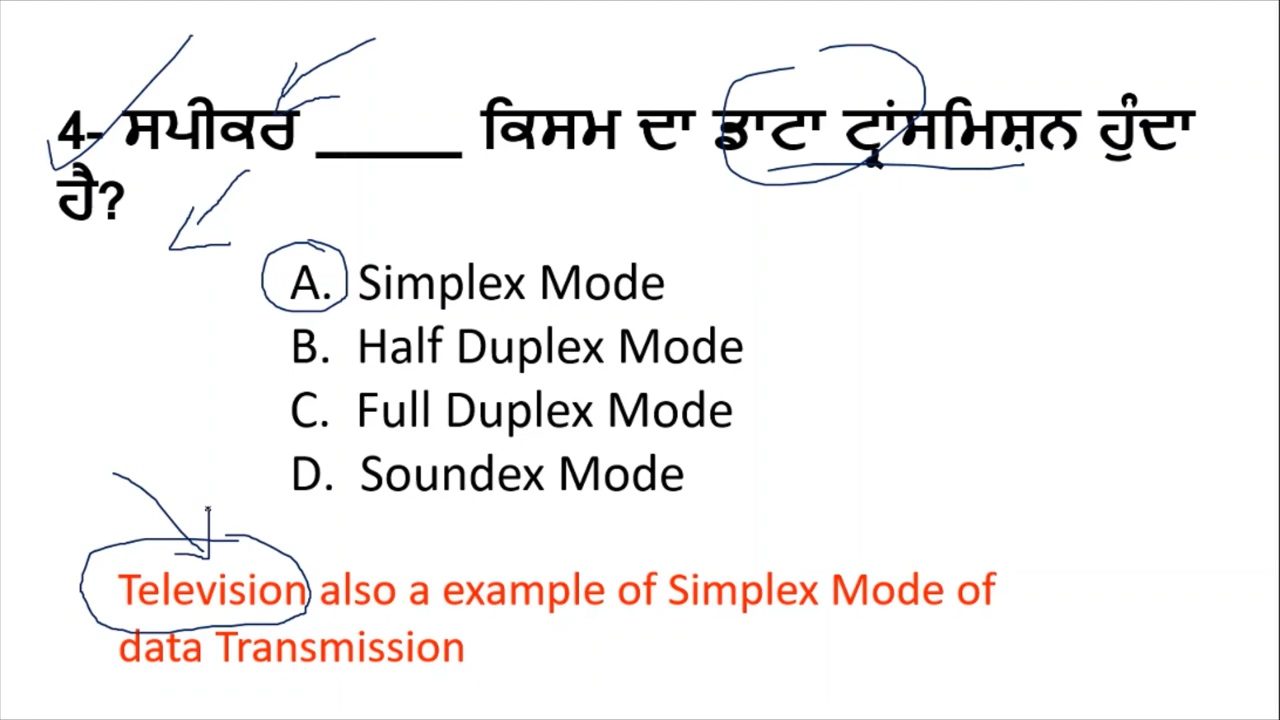 4- ਸਪੀਕਰ _____ ਕਿਸਮ ਦਾ ਡਾਟਾ ਟ੍ਰਾਂਸਮਿਸ਼ਨ ਹੁੰਦਾ
ਹੈ?
A. Simplex Mode
B. Half Duplex Mode
C. Full Duplex Mode
D. Soundex Mode
Television also a example of Simplex Mode of
data Transmission